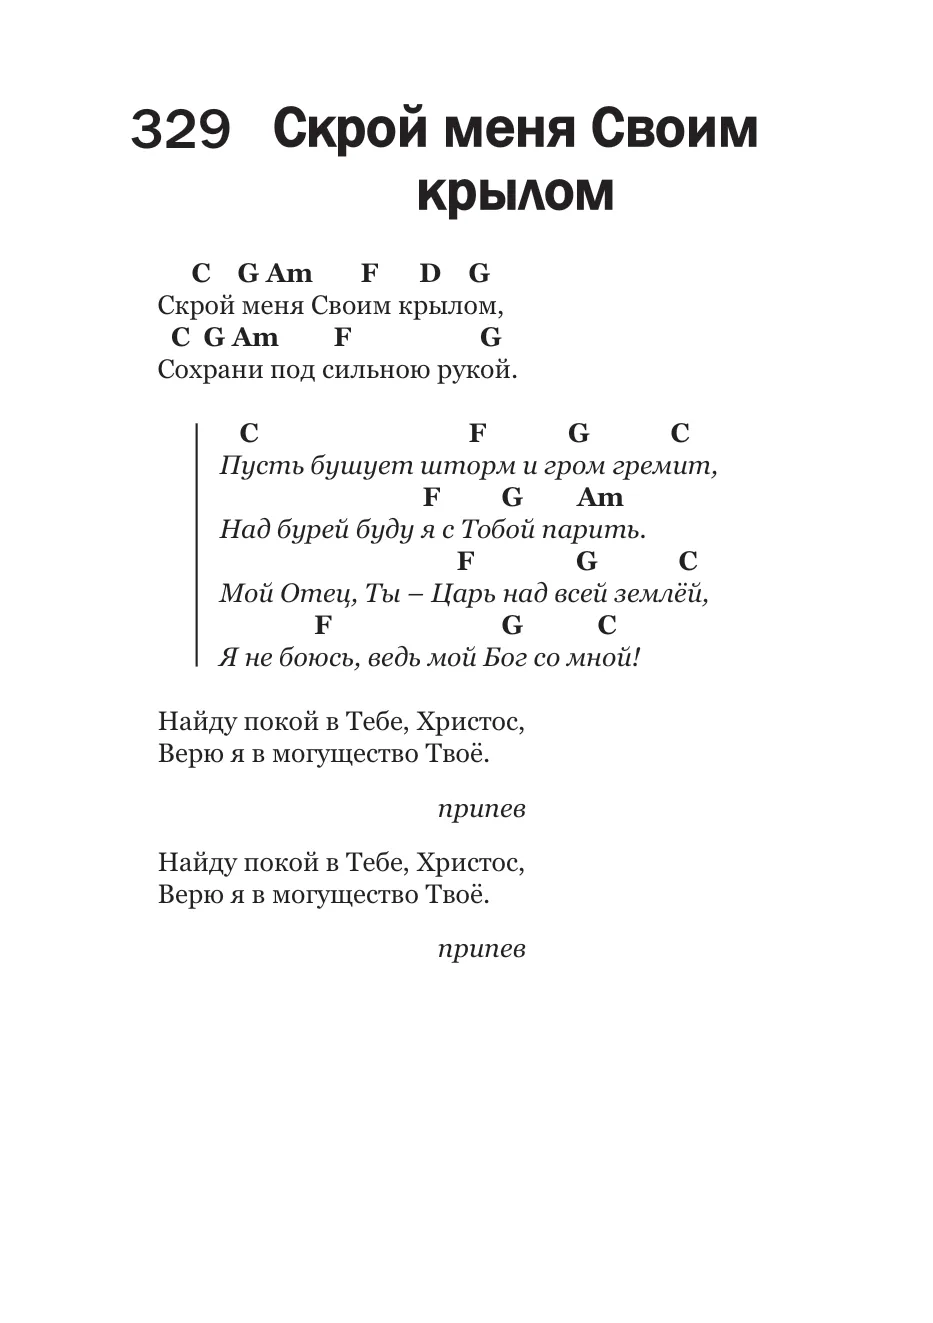 329 Скрой меня Своим
крылом
C G Am F D G
Скрой меня Своим крылом,
C G Am F G
Сохрани под сильною рукой.
C F G C
Пусть бушует шторм и гром гремит,
F G Am
Над бурей буду я с Тобой парить.
F G C
Мой Отец, Ты – Царь над всей землёй,
F G C
Я не боюсь, ведь мой Бог со мной!
Найду покой в Тебе, Христос,
Верю я в могущество Твоё.
припев
Найду покой в Тебе, Христос,
Верю я в могущество Твоё.
припев